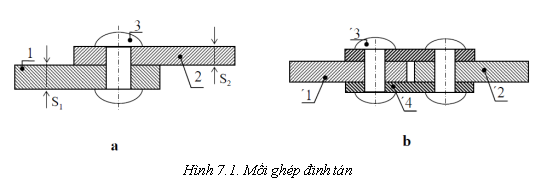 1
3
2
S₁
S₂
a
´3
´1
´4
´2
b
Hình 7.1. Mối ghép đinh tán